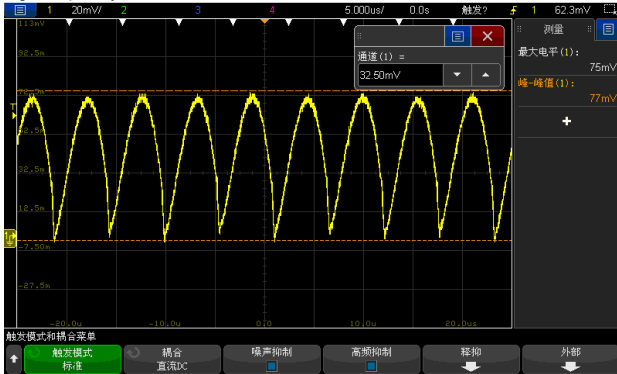 1 20mV/ 2 3 4 5.000us/ 0.0s 触发? 1 62.3mV
113mV
92.5m
72.5m
52.5m
32.5m
12.5m
-7.50m
-27.5m
T
-20.0u -10.0u 0.0 10.0u 20.0us
通道(1) =
32.50mV
测量
最大电平(1):
75mV
峰-峰值(1):
77mV
+
触发模式和耦合菜单
触发模式
标准
耦合
直流DC
噪声抑制
高频抑制
释抑
外部